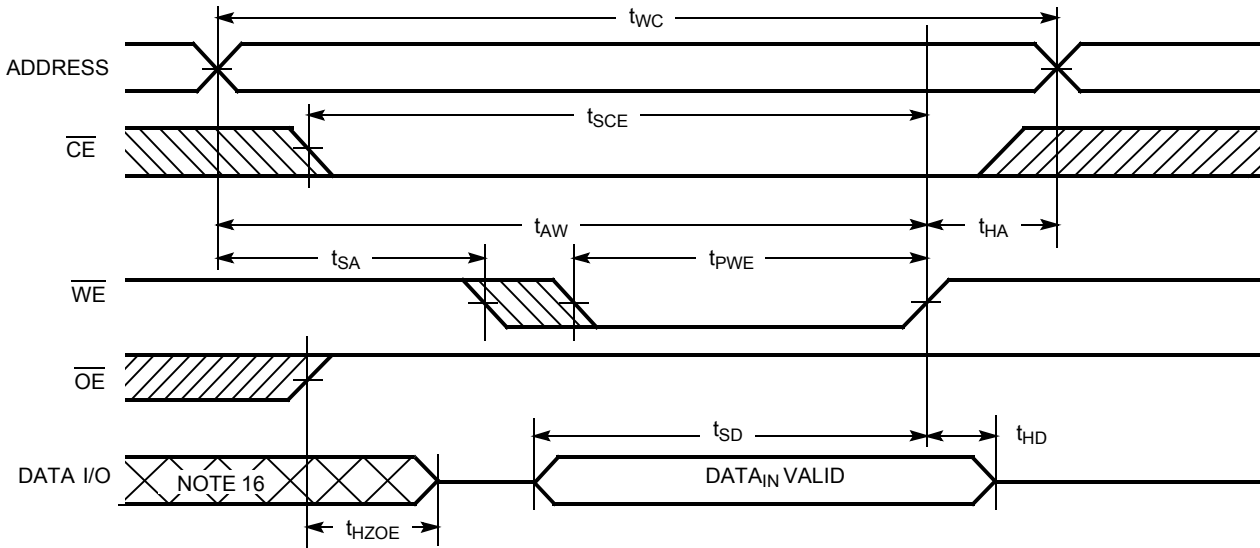 tWC
ADDRESS
tSCE
CE
tAW
tHA
tSA
tPWE
WE
OE
tSD
tHD
DATA I/O
NOTE 16
DATAIN VALID
tHZOE